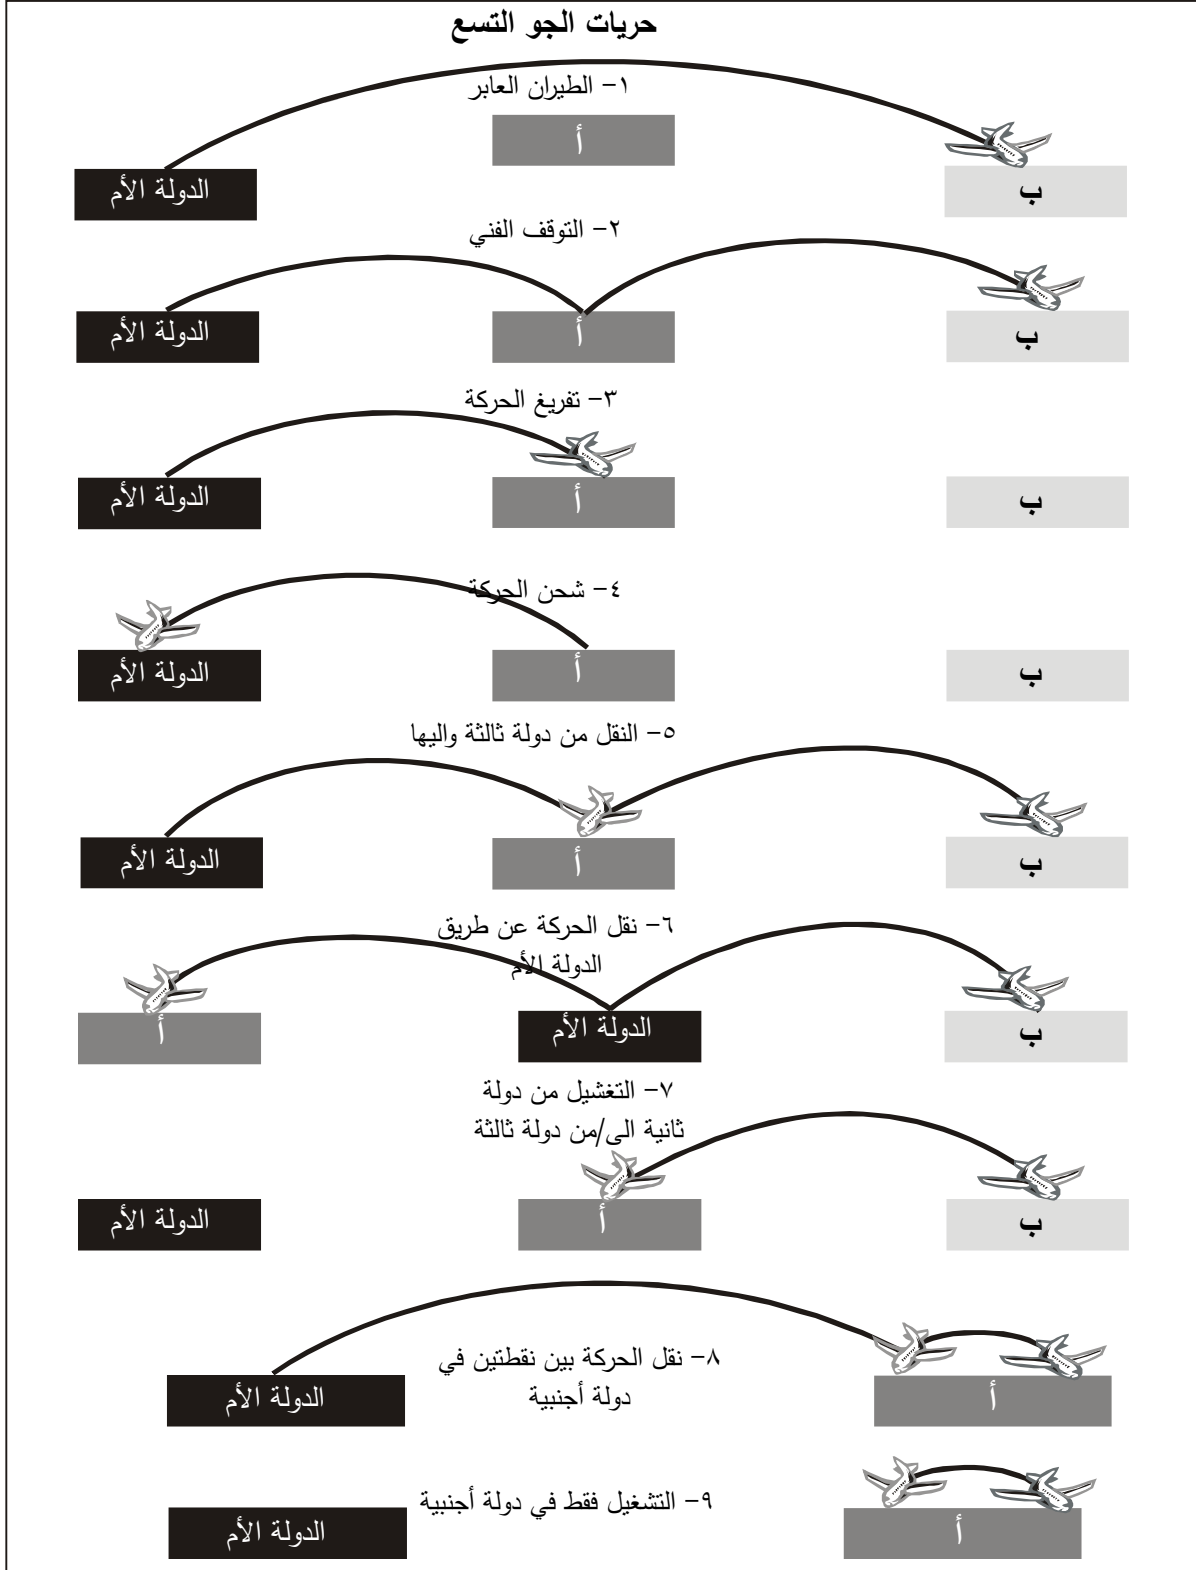 حريات الجو التسع
١- الطيران العابر
أ
الدولة الأم
ب
٢- التوقف الفني
الدولة الأم
أ
ب
٣- تفريغ الحركة
الدولة الأم
أ
ب
٤- شحن الحركة
الدولة الأم
أ
ب
٥- النقل من دولة ثالثة واليها
الدولة الأم
أ
ب
٦- نقل الحركة عن طريق
الدولة الأم
أ
الدولة الأم
ب
٧- التغشيل من دولة
ثانية الى/من دولة ثالثة
الدولة الأم
أ
ب
٨- نقل الحركة بين نقطتين في
دولة أجنبية
الدولة الأم
أ
٩- التشغيل فقط في دولة أجنبية
الدولة الأم
أ